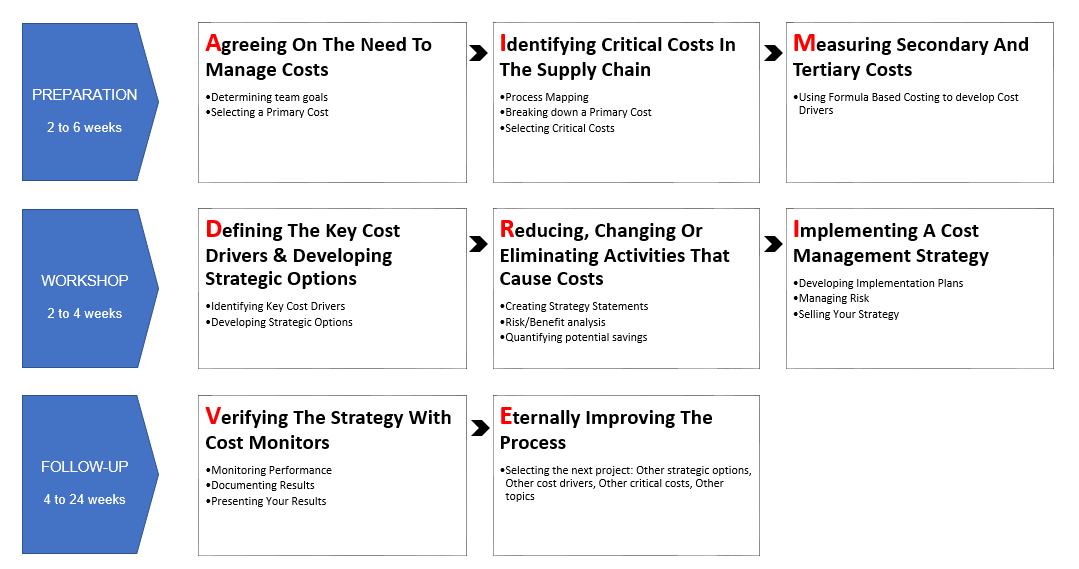 PREPARATION
2 to 6 weeks
Agreeing On The Need To
Manage Costs
•Determining team goals
•Selecting a Primary Cost
Identifying Critical Costs In
The Supply Chain
•Process Mapping
•Breaking down a Primary Cost
•Selecting Critical Costs
Measuring Secondary And
Tertiary Costs
•Using Formula Based Costing to develop Cost
Drivers
WORKSHOP
2 to 4 weeks
Defining The Key Cost
Drivers & Developing
Strategic Options
•Identifying Key Cost Drivers
•Developing Strategic Options
Reducing, Changing Or
Eliminating Activities That
Cause Costs
•Creating Strategy Statements
•Risk/Benefit analysis
•Quantifying potential savings
Implementing A Cost
Management Strategy
•Developing Implementation Plans
•Managing Risk
•Selling Your Strategy
FOLLOW-UP
4 to 24 weeks
Verifying The Strategy With
Cost Monitors
•Monitoring Performance
•Documenting Results
•Presenting Your Results
Eternally Improving The
Process
•Selecting the next project: Other strategic options,
Other cost drivers, Other critical costs, Other
topics